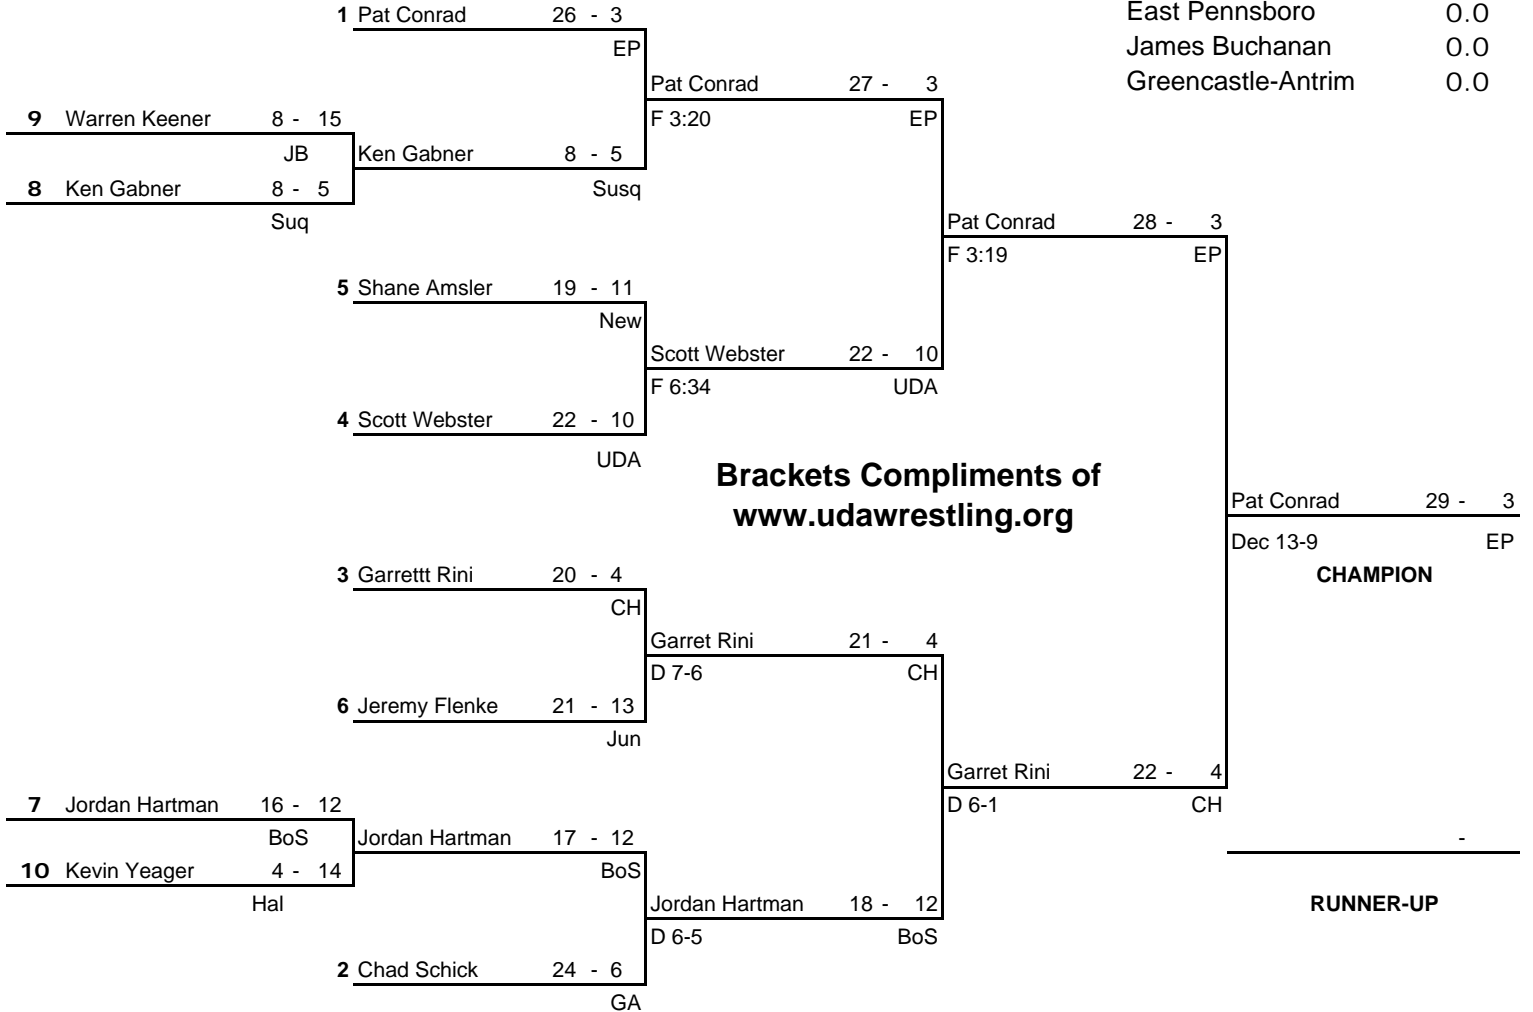 1 Pat Conrad 26 - 3
EP
East Pennsboro 0.0
James Buchanan 0.0
Greencastle-Antrim 0.0
Pat Conrad 27 - 3
F 3:20 EP
9 Warren Keener 8 - 15
JB
Ken Gabner 8 - 5
Susq
8 Ken Gabner 8 - 5
Suq
Pat Conrad 28 - 3
F 3:19 EP
5 Shane Amsler 19 - 11
New
Scott Webster 22 - 10
F 6:34 UDA
4 Scott Webster 22 - 10
UDA
Brackets Compliments of
www.udawrestling.org
Pat Conrad 29 - 3
Dec 13-9 EP
CHAMPION
3 Garrettt Rini 20 - 4
CH
Garret Rini 21 - 4
D 7-6 CH
6 Jeremy Flenke 21 - 13
Jun
Garret Rini 22 - 4
D 6-1 CH
7 Jordan Hartman 16 - 12
BoS
Jordan Hartman 17 - 12
BoS
10 Kevin Yeager 4 - 14
Hal
-
RUNNER-UP
Jordan Hartman 18 - 12
D 6-5 BoS
2 Chad Schick 24 - 6
GA